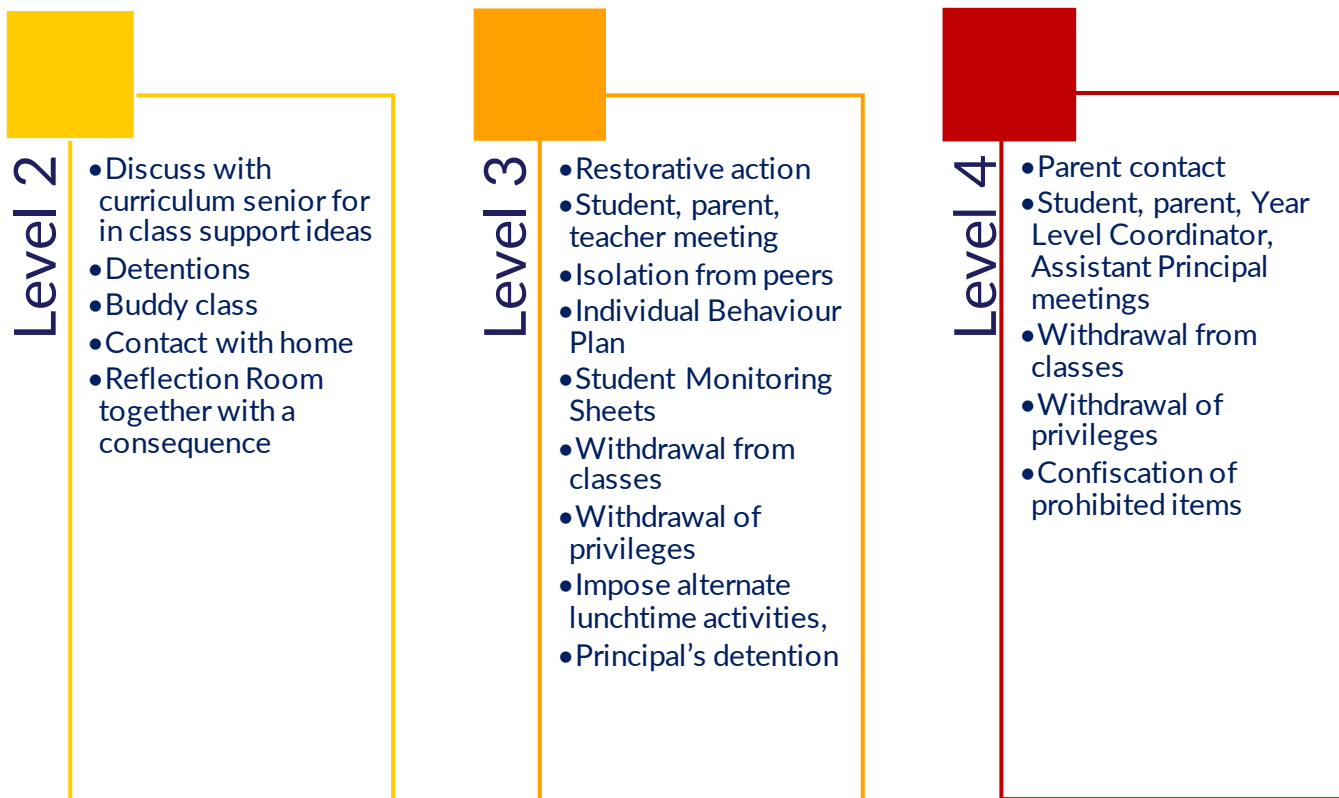 Level 2
•Discuss with
curriculum senior for
in class support ideas
•Detentions
•Buddy class
•Contact with home
•Reflection Room
together with a
consequence
Level 3
•Restorative action
•Student, parent,
teacher meeting
•Isolation from peers
•Individual Behaviour
Plan
•Student Monitoring
Sheets
•Withdrawal from
classes
•Withdrawal of
privileges
•Impose alternate
lunchtime activities,
•Principal’s detention
Level 4
•Parent contact
•Student, parent, Year
Level Coordinator,
Assistant Principal
meetings
•Withdrawal from
classes
•Withdrawal of
privileges
•Confiscation of
prohibited items